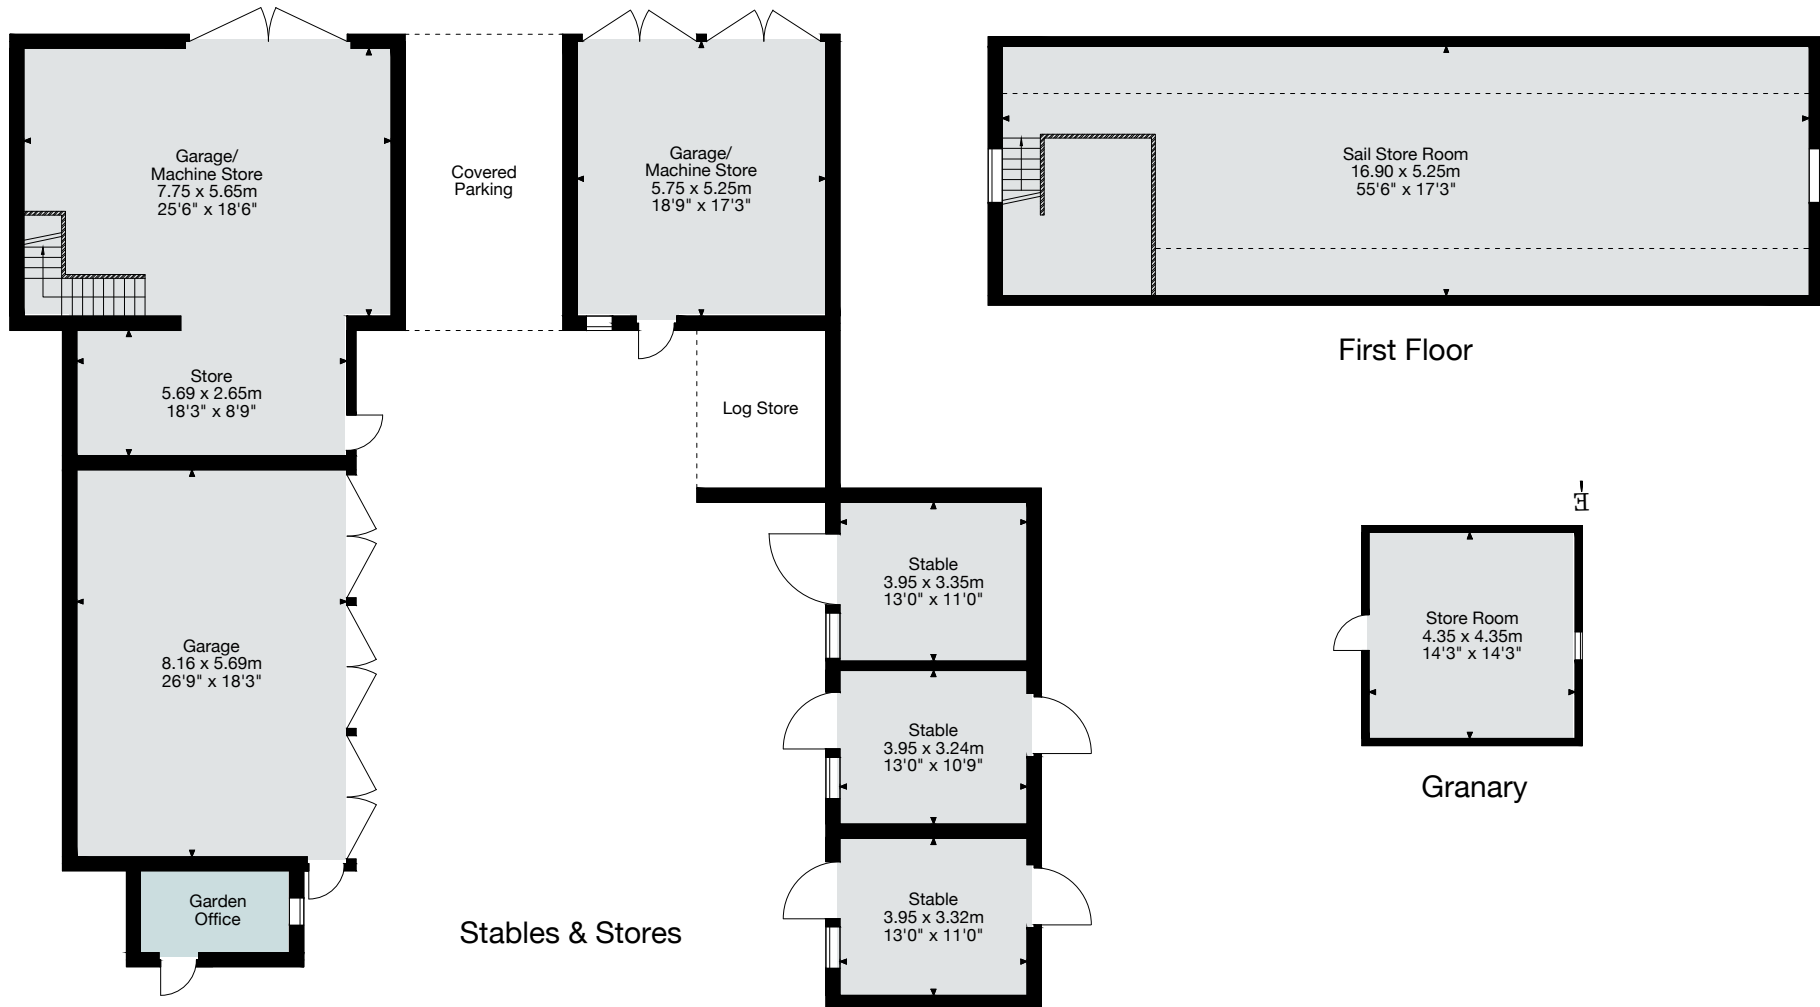 Garage/
Machine Store
7.75 x 5.65m
25'6" x 18'6"
Covered
Parking
Garage/
Machine Store
5.75 x 5.25m
18'9" x 17'3"
Sail Store Room
16.90 x 5.25m
55'6" x 17'3"
First Floor
Store
5.69 x 2.65m
18'3" x 8'9"
Log Store
Stable
3.95 x 3.35m
13'0" x 11'0"
Garage
8.16 x 5.69m
26'9" x 18'3"
Store Room
4.35 x 4.35m
14'3" x 14'3"
Granary
Stable
3.95 x 3.24m
13'0" x 10'9"
Garden
Office
Stables & Stores
Stable
3.95 x 3.32m
13'0" x 11'0"